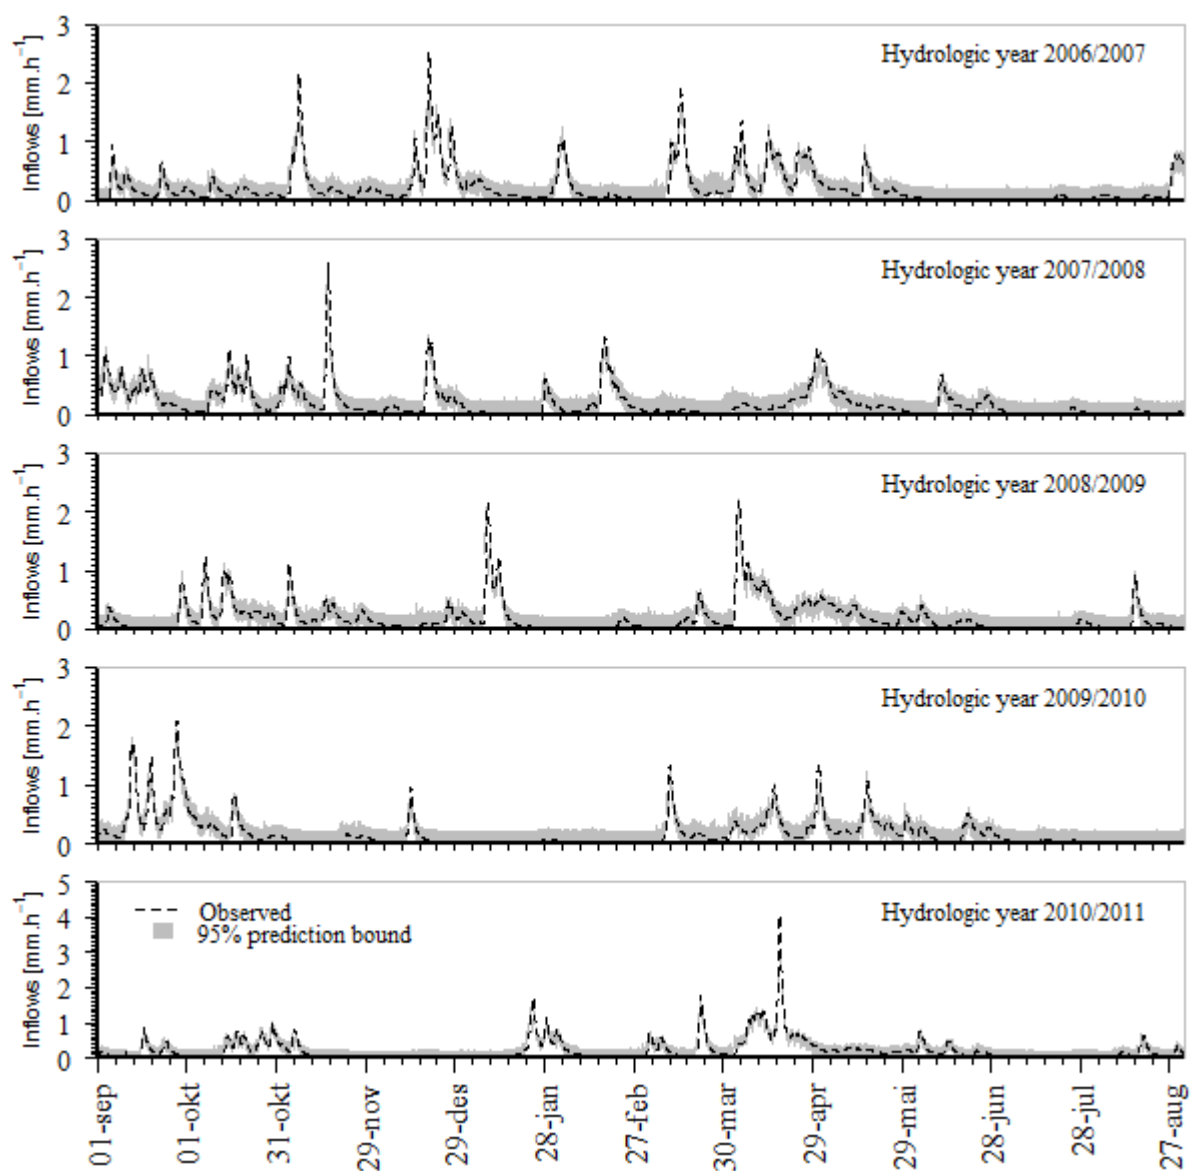 3
2
1
0
Inflows [mm.h⁻¹]
Hydrologic year 2006/2007
3
2
1
0
Inflows [mm.h⁻¹]
Hydrologic year 2007/2008
3
2
1
0
Inflows [mm.h⁻¹]
Hydrologic year 2008/2009
3
2
1
0
Inflows [mm.h⁻¹]
Hydrologic year 2009/2010
5
4
3
2
1
0
Inflows [mm.h⁻¹]
Observed
95% prediction bound
Hydrologic year 2010/2011
01-sep
01-okt
31-okt
29-nov
29-des
28-jan
27-feb
30-mar
29-apr
29-mai
28-jun
28-jul
27-aug